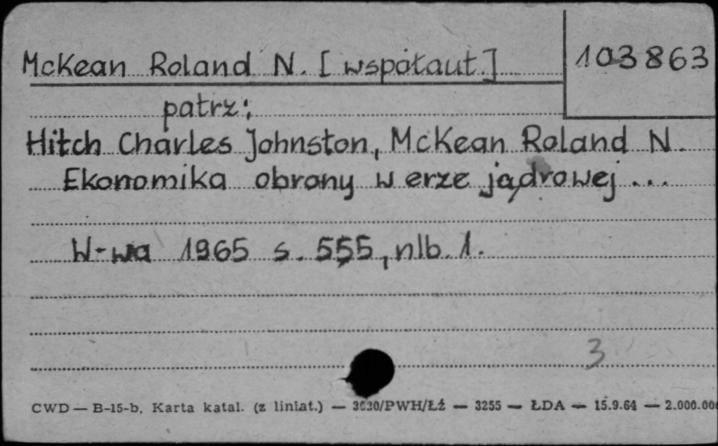 McKean Roland N. [współaut.] 103863
patrz:
Hitch Charles Johnston, McKean Roland N.
Ekonomika obrony w erze jądrowej...
W-wa 1965 s. 555, nlb. 1.
3
CWD — B-15-b. Karta katal. (z liniat.) — 3030/PWH/Łź — 3255 — ŁDA — 15.9.64 — 2.000.000